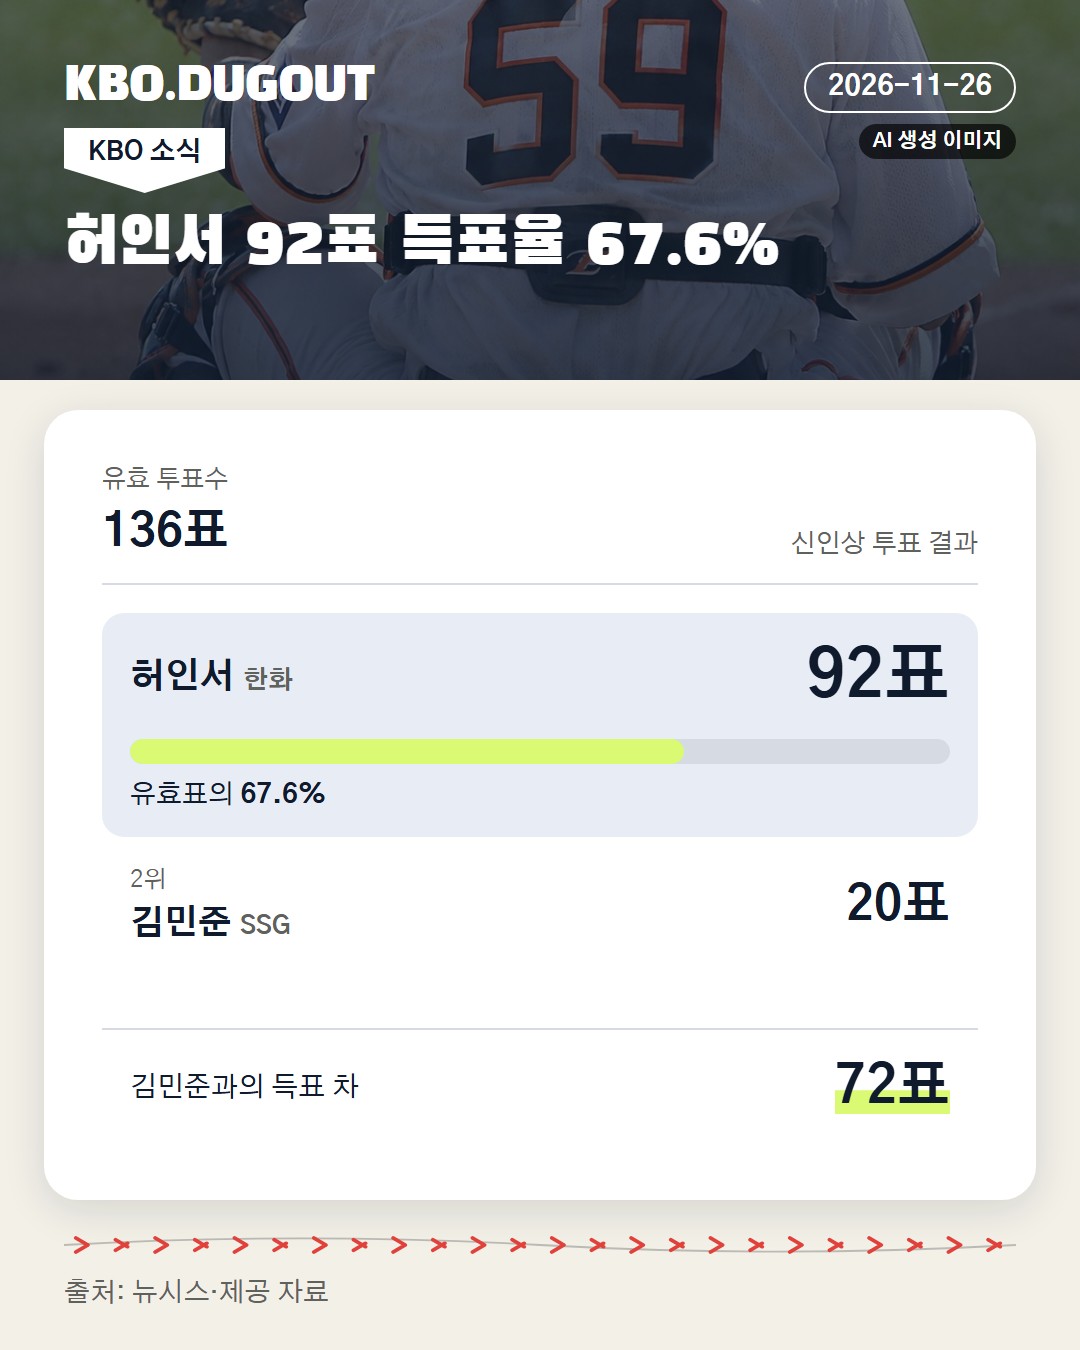 59
KBO.DUGOUT
2026-11-26
KBO 소식
AI 생성 이미지
허인서 92표 득표율 67.6%
유효 투표수
136표
신인상 투표 결과
허인서 한화
92표
유효표의 67.6%
2위
김민준 SSG
20표
김민준과의 득표 차
72표
출처: 뉴시스·제공 자료